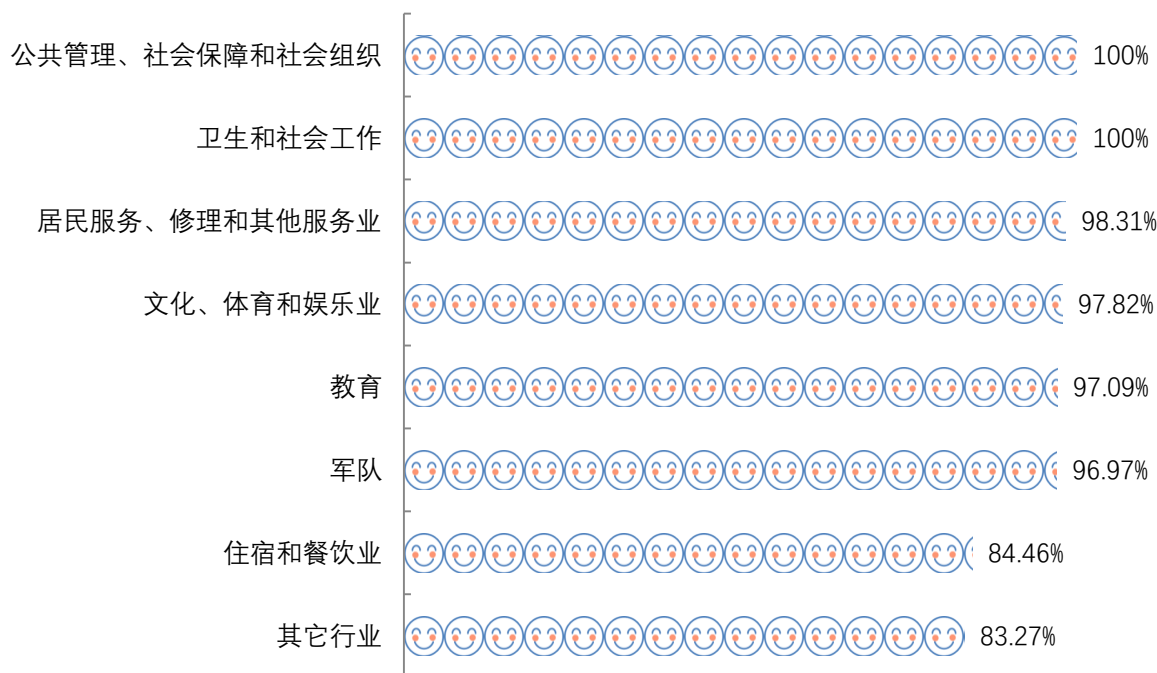 公共管理、社会保障和社会组织 100%
卫生和社会工作 100%
居民服务、修理和其他服务业 98.31%
文化、体育和娱乐业 97.82%
教育 97.09%
军队 96.97%
住宿和餐饮业 84.46%
其它行业 83.27%